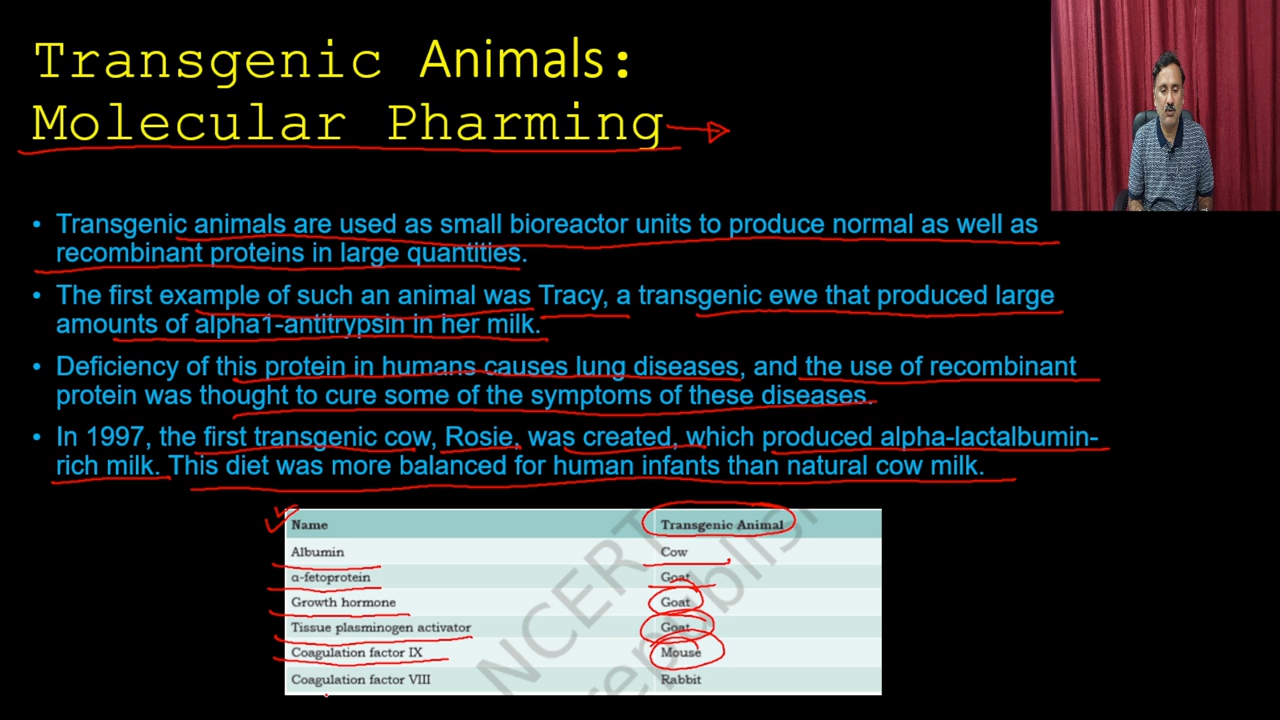 Transgenic Animals:
Molecular Pharming
• Transgenic animals are used as small bioreactor units to produce normal as well as
recombinant proteins in large quantities.
• The first example of such an animal was Tracy, a transgenic ewe that produced large
amounts of alpha1-antitrypsin in her milk.
• Deficiency of this protein in humans causes lung diseases, and the use of recombinant
protein was thought to cure some of the symptoms of these diseases.
• In 1997, the first transgenic cow, Rosie, was created, which produced alpha-lactalbumin-
rich milk. This diet was more balanced for human infants than natural cow milk.
Name Transgenic Animal
Albumin Cow
α-fetoprotein Goat
Growth hormone Goat
Tissue plasminogen activator Goat
Coagulation factor IX Mouse
Coagulation factor VIII Rabbit
NCERT